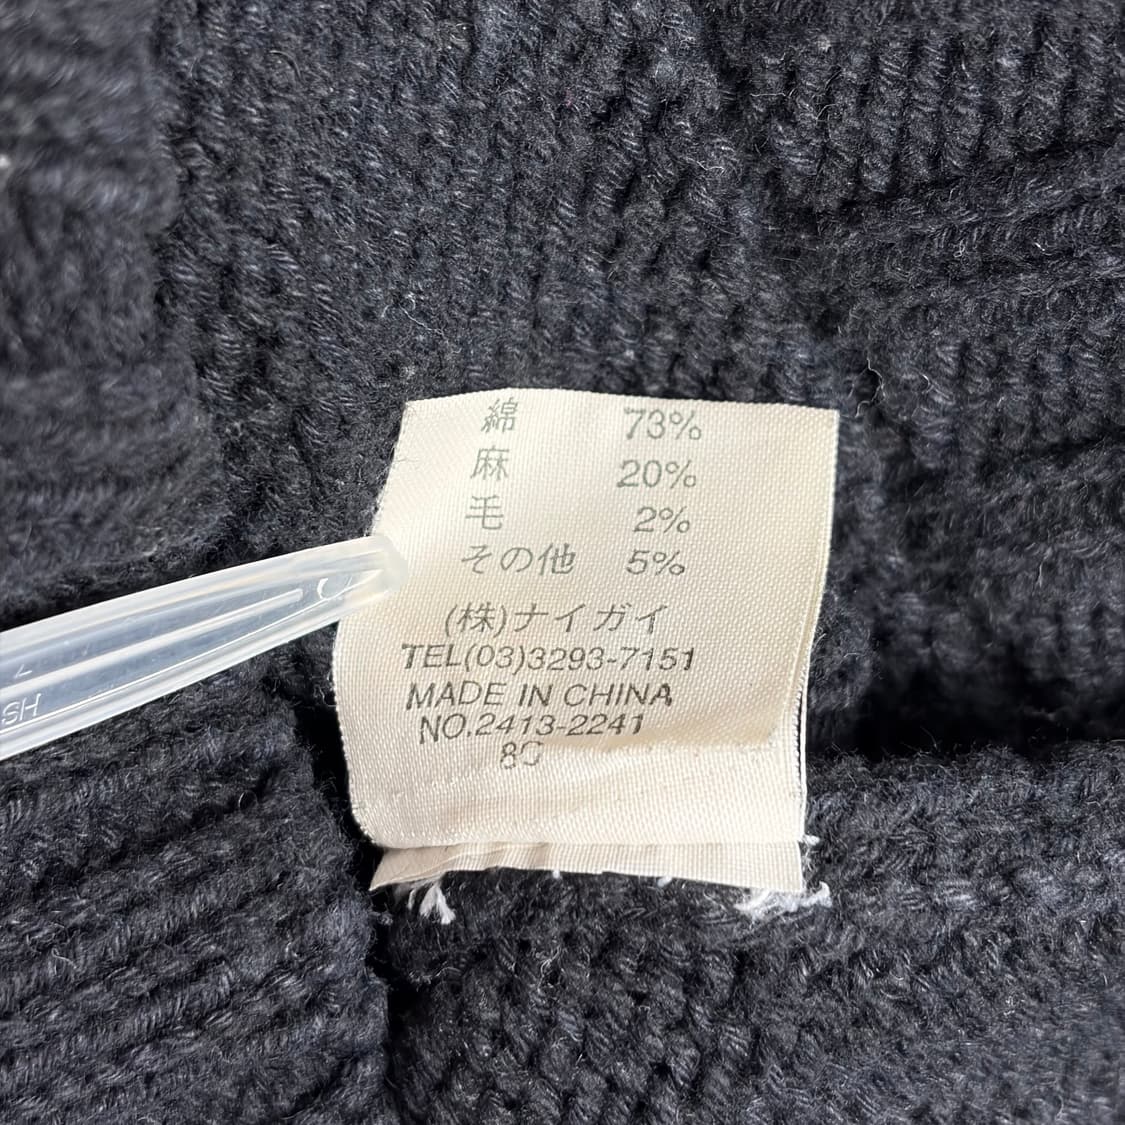 綿 73%
麻 20%
毛 2%
その他 5%
(株)ナイガイ
TEL(03)3293-7151
MADE IN CHINA
NO.2413-2241
HS